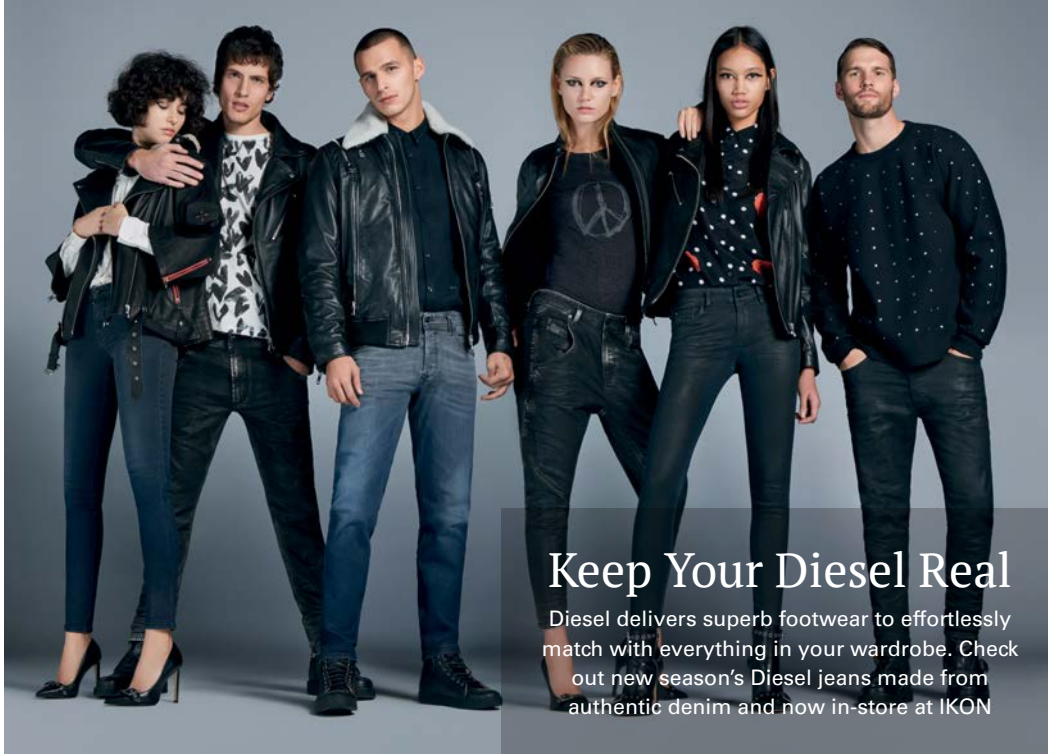 Keep Your Diesel Real
Diesel delivers superb footwear to effortlessly
match with everything in your wardrobe. Check
out new season’s Diesel jeans made from
authentic denim and now in-store at IKON